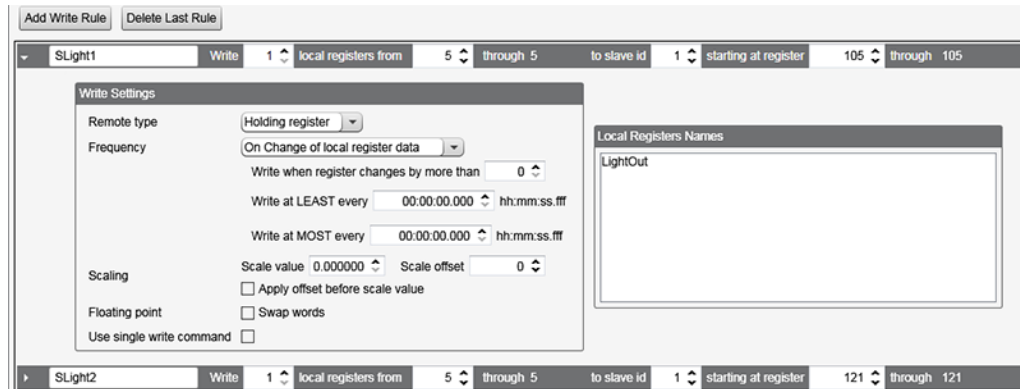 Add Write Rule Delete Last Rule
SLight1 Write 1 local registers from 5 through 5 to slave id 1 starting at register 105 through 105
Write Settings
Remote type Holding register
Frequency On Change of local register data
Write when register changes by more than 0
Write at LEAST every 00:00:00.000 hh:mm:ss.fff
Write at MOST every 00:00:00.000 hh:mm:ss.fff
Scaling Scale value 0.000000 Scale offset 0
Apply offset before scale value
Floating point Swap words
Use single write command
Local Registers Names
LightOut
SLight2 Write 1 local registers from 5 through 5 to slave id 1 starting at register 121 through 121